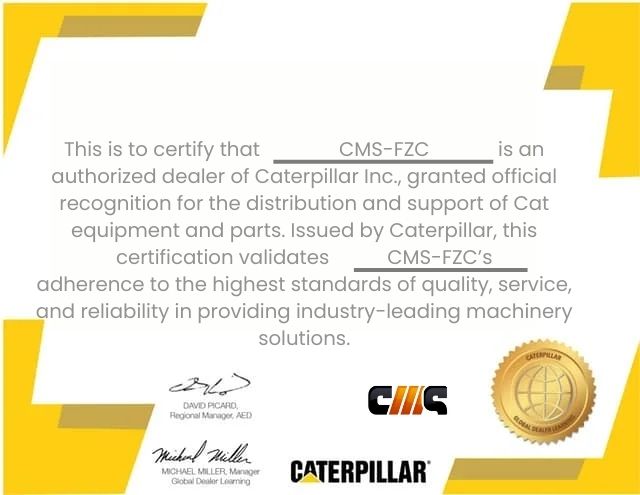 This is to certify that CMS-FZC is an
authorized dealer of Caterpillar Inc., granted official
recognition for the distribution and support of Cat
equipment and parts. Issued by Caterpillar, this
certification validates CMS-FZC’s
adherence to the highest standards of quality, service,
and reliability in providing industry-leading machinery
solutions.
DAVID PICARD,
Regional Manager, AED
CMS
CATERPILLAR
GLOBAL DEALER LEARNING
Michael Miller
MICHAEL MILLER, Manager
Global Dealer Learning
CATERPILLAR®